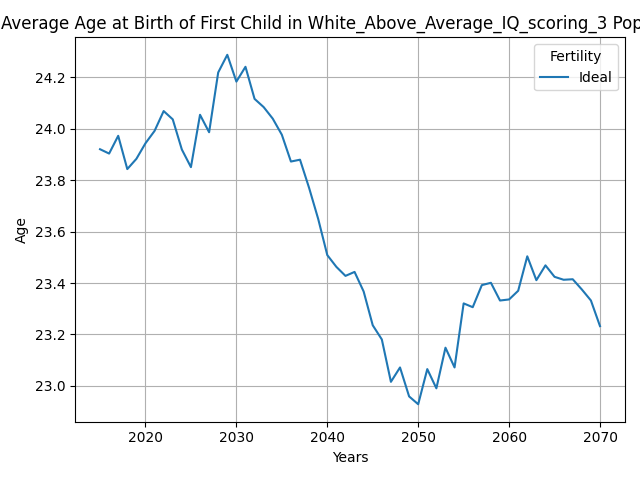 Average Age at Birth of First Child in White_Above_Average_IQ_scoring_3 Pop
Fertility
Ideal
24.2
24.0
23.8
23.6
23.4
23.2
23.0
Age
2020 2030 2040 2050 2060 2070
Years